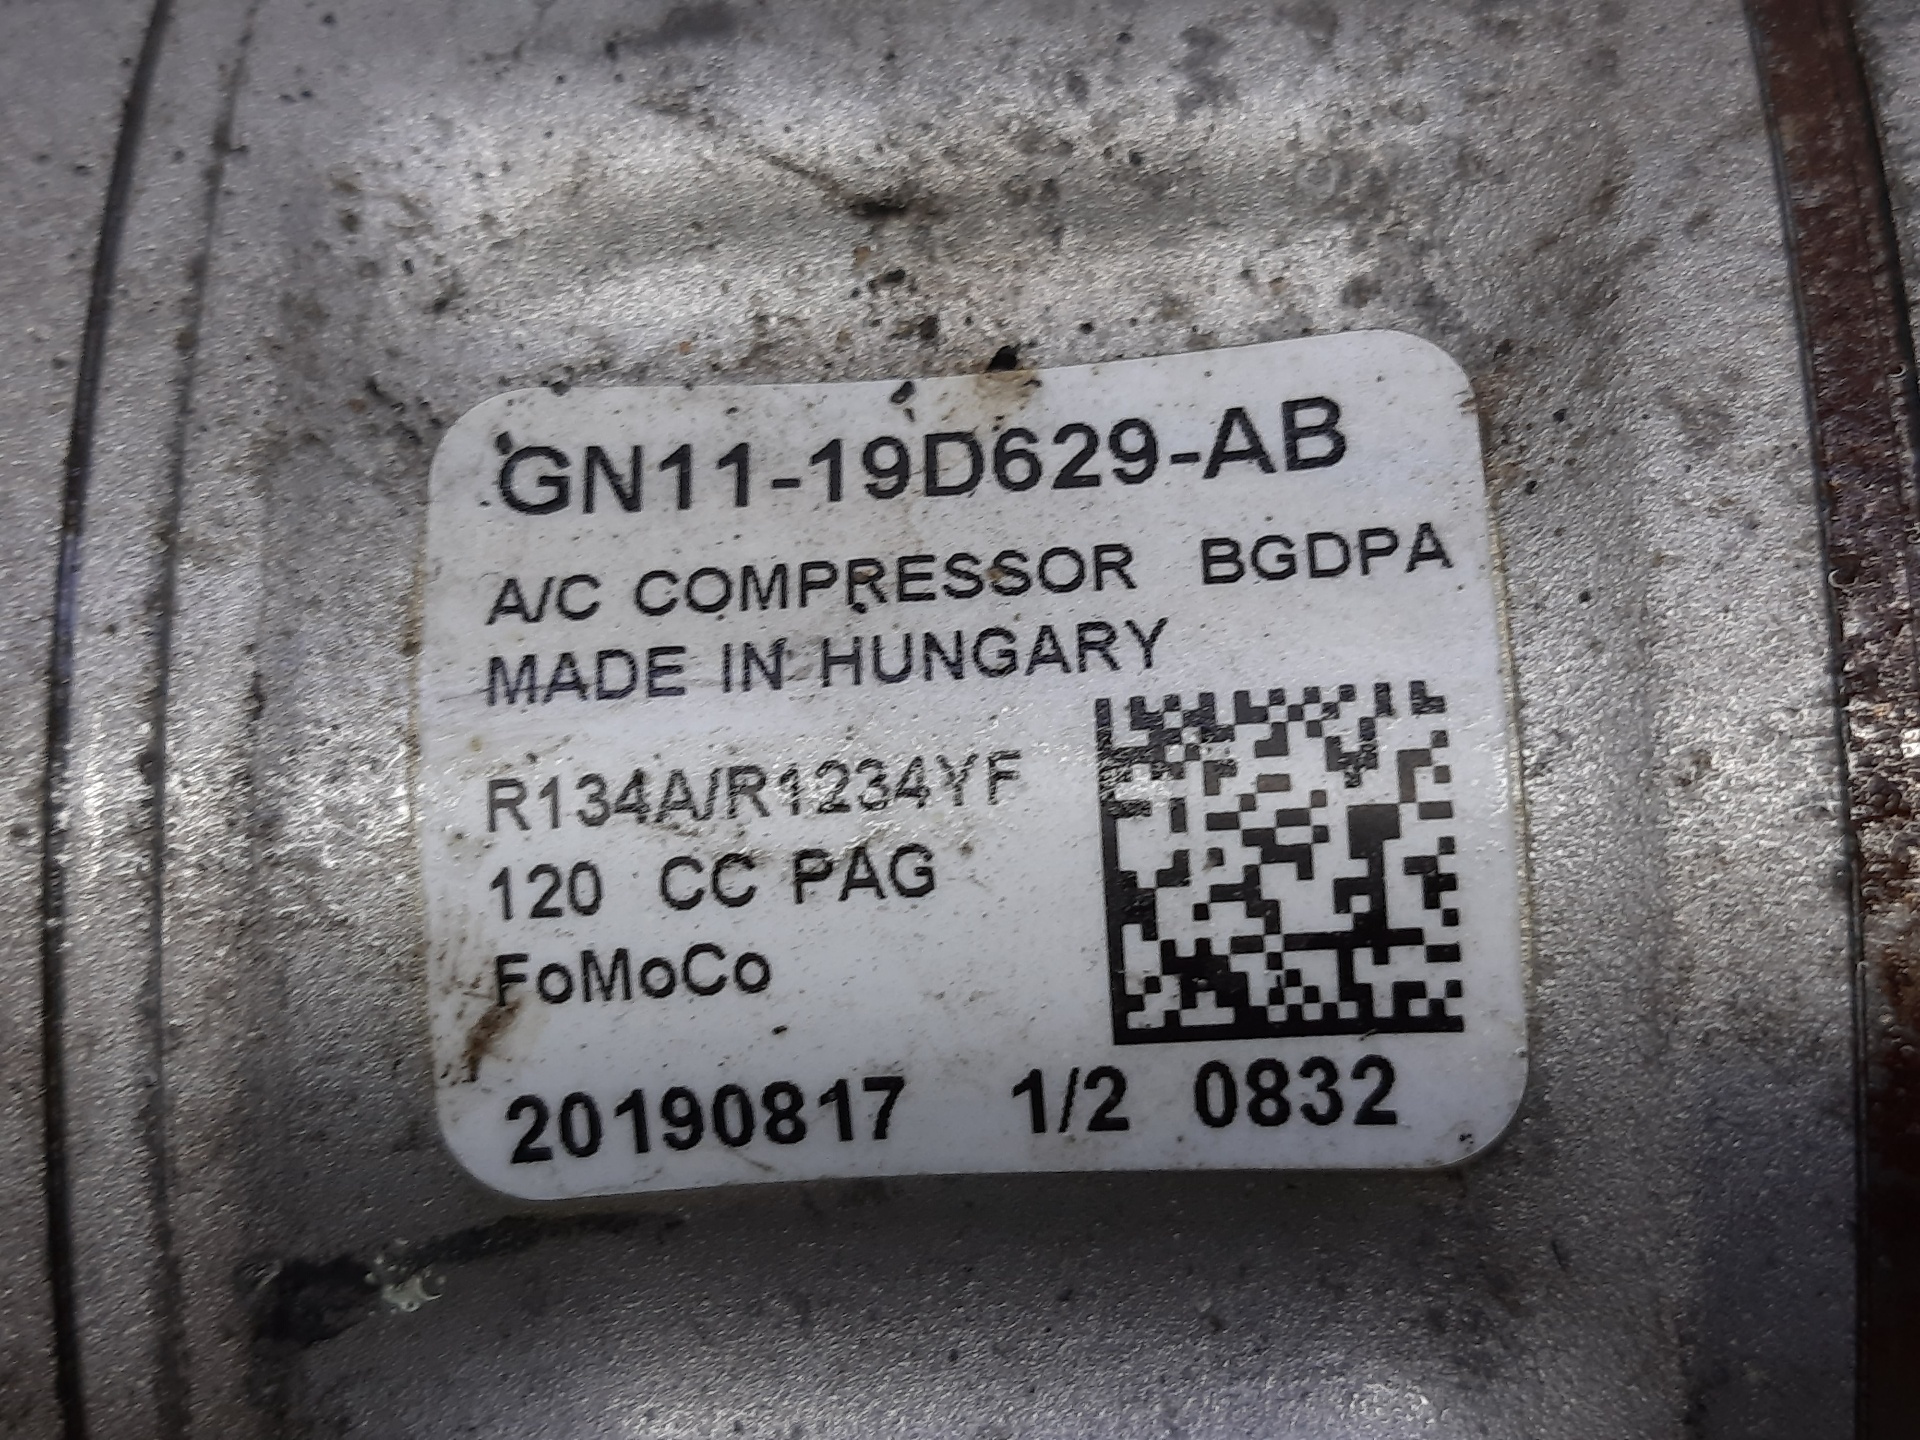 GN11-19D629-AB
A/C COMPRESSOR BGDPA
MADE IN HUNGARY
R134A/R1234YF
120 CC PAG
FoMoCo
20190817 1/2 0832